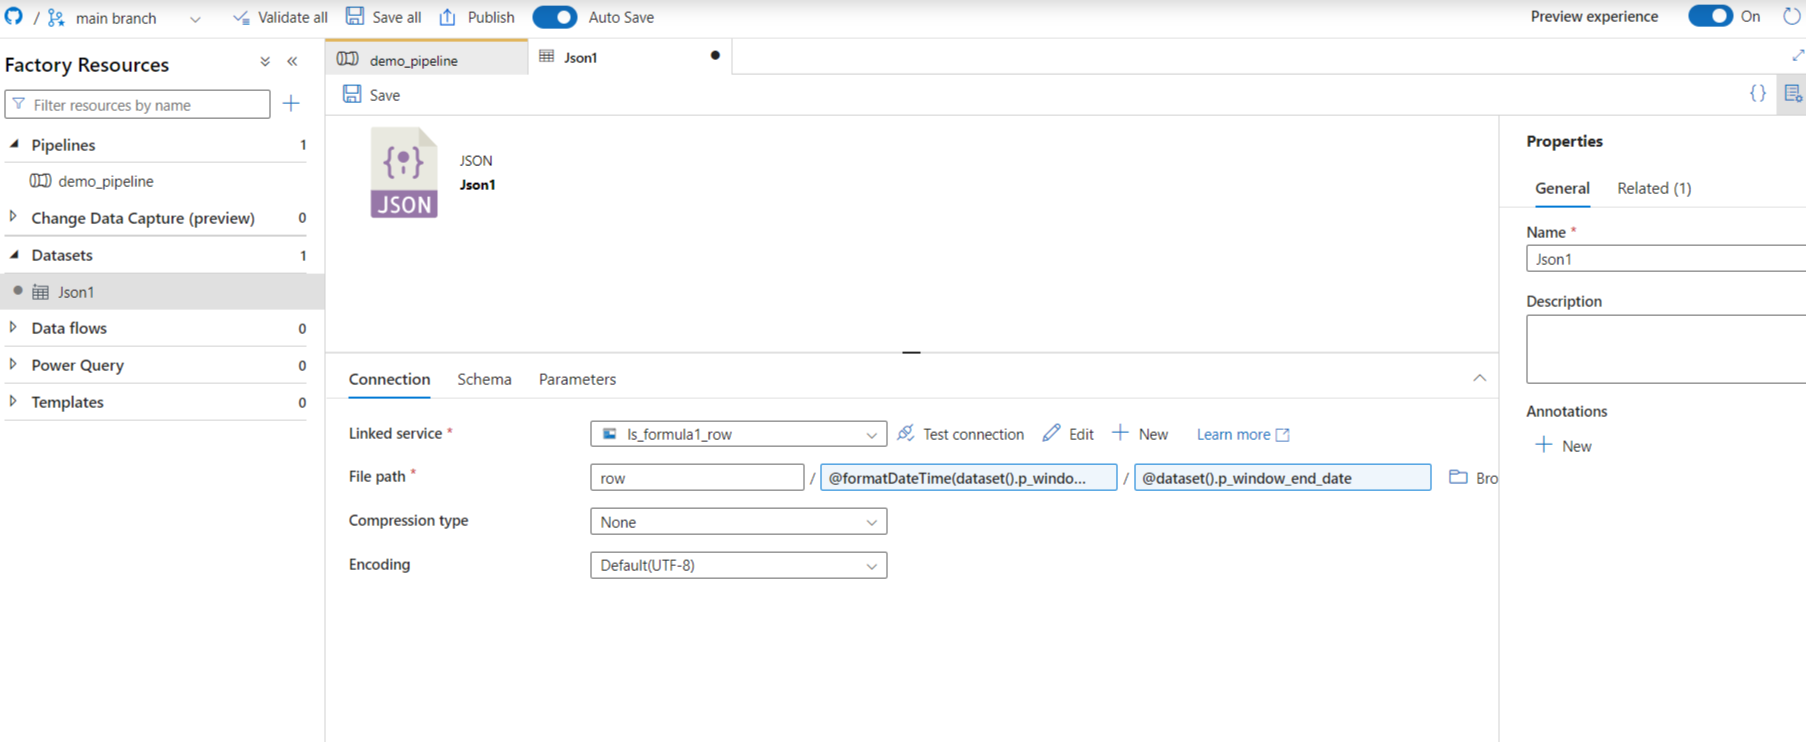 / main branch Validate all Save all Publish Auto Save Preview experience On
Factory Resources
demo_pipeline
Json1
Filter resources by name
Save
{ }
Pipelines 1
demo_pipeline
Change Data Capture (preview) 0
Datasets 1
Json1
Data flows 0
Power Query 0
Templates 0
JSON
JSON
Json1
Connection Schema Parameters
Linked service * ls_formula1_row Test connection Edit New Learn more
File path * row / @formatDateTime(dataset().p_windo... / @dataset().p_window_end_date Bro
Compression type None
Encoding Default(UTF-8)
Properties
General Related (1)
Name *
Json1
Description
Annotations
New